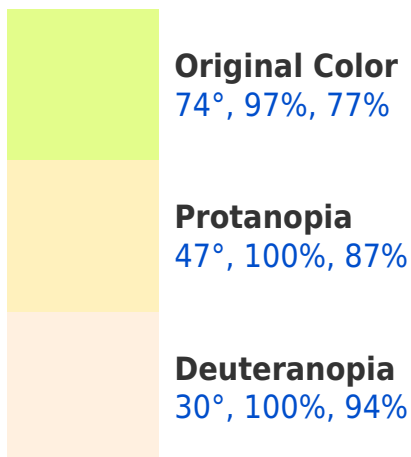 Original Color
74°, 97%, 77%
Protanopia
47°, 100%, 87%
Deuteranopia
30°, 100%, 94%